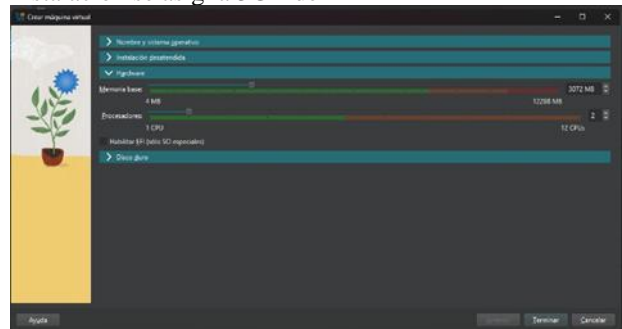 Crear máquina virtual
Nombre y sistema operativo
Instalación desatendida
Hardware
Memoria base: 3072 MB
4 MB 12288 MB
Procesadores: 2
1 CPU 12 CPUs
Habilitar EFI (sólo SO especiales)
Disco duro
Ayuda Terminar Cancelar